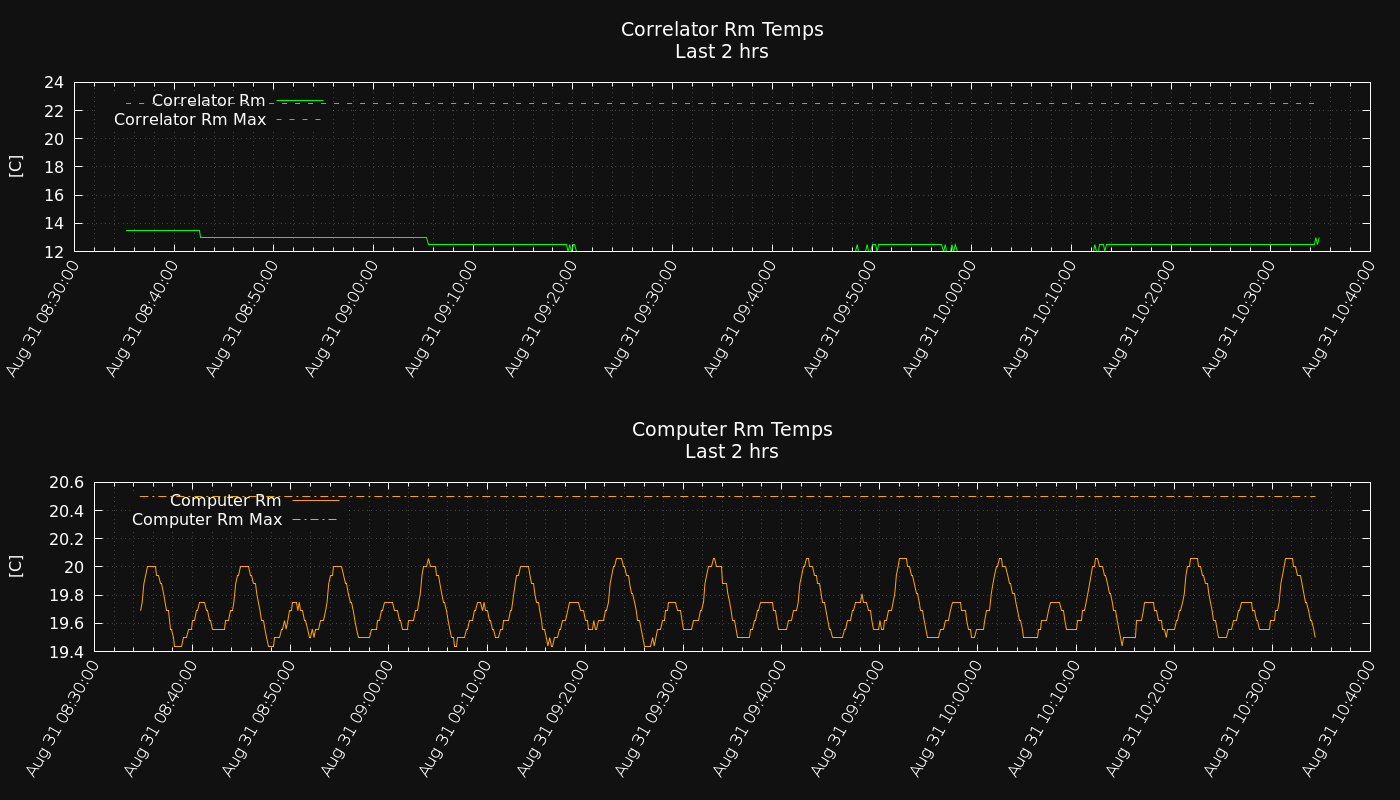 Correlator Rm Temps
Last 2 hrs
24
22
20
18
16
14
12
[C]
Correlator Rm
Correlator Rm Max
Aug 31 08:30:00
Aug 31 08:40:00
Aug 31 08:50:00
Aug 31 09:00:00
Aug 31 09:10:00
Aug 31 09:20:00
Aug 31 09:30:00
Aug 31 09:40:00
Aug 31 09:50:00
Aug 31 10:00:00
Aug 31 10:10:00
Aug 31 10:20:00
Aug 31 10:30:00
Aug 31 10:40:00
Computer Rm Temps
Last 2 hrs
20.6
20.4
20.2
20
19.8
19.6
19.4
[C]
Computer Rm
Computer Rm Max
Aug 31 08:30:00
Aug 31 08:40:00
Aug 31 08:50:00
Aug 31 09:00:00
Aug 31 09:10:00
Aug 31 09:20:00
Aug 31 09:30:00
Aug 31 09:40:00
Aug 31 09:50:00
Aug 31 10:00:00
Aug 31 10:10:00
Aug 31 10:20:00
Aug 31 10:30:00
Aug 31 10:40:00